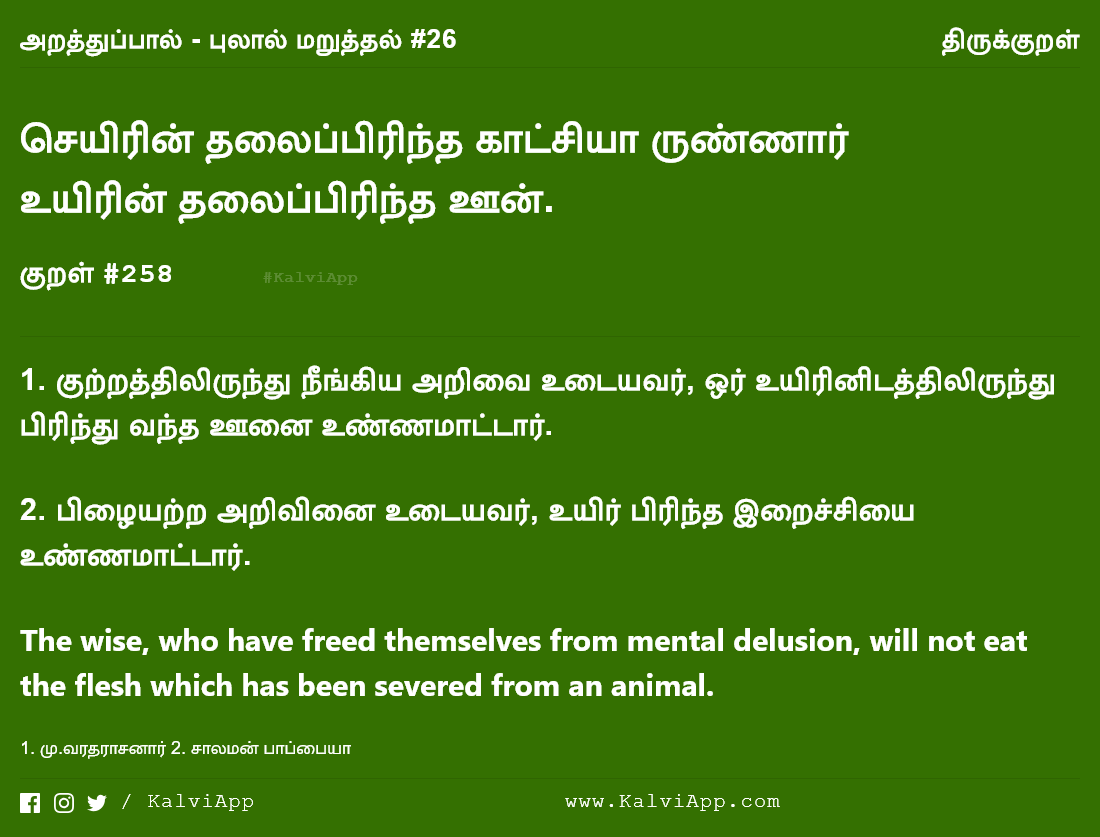 அறத்துப்பால் - புலால் மறுத்தல் #26
திருக்குறள்
செயிரின் தலைப்பிரிந்த காட்சியா ருண்ணார்
உயிரின் தலைப்பிரிந்த ஊன்.
குறள் #258
#KalviApp
1. குற்றத்திலிருந்து நீங்கிய அறிவை உடையவர், ஒர் உயிரினிடத்திலிருந்து
பிரிந்து வந்த ஊனை உண்ணமாட்டார்.
2. பிழையற்ற அறிவினை உடையவர், உயிர் பிரிந்த இறைச்சியை
உண்ணமாட்டார்.
The wise, who have freed themselves from mental delusion, will not eat
the flesh which has been severed from an animal.
1. மு.வரதராசனார் 2. சாலமன் பாப்பையா
/ KalviApp
www.KalviApp.com